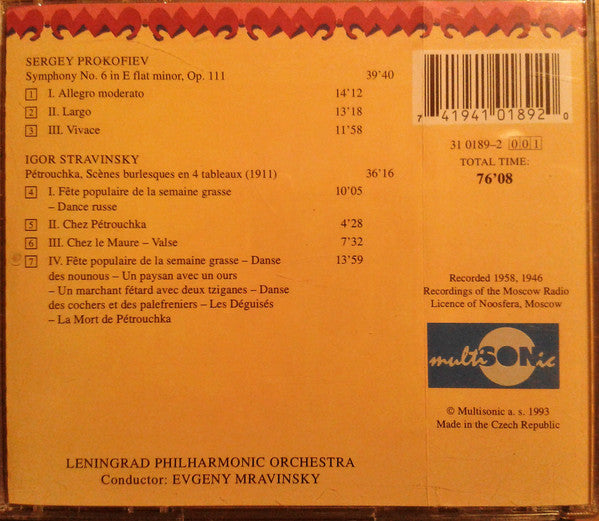 SERGEY PROKOFIEV
Symphony No. 6 in E flat minor, Op. 111 39'40
1 I. Allegro moderato 14'12
2 II. Largo 13'18
3 III. Vivace 11'58
IGOR STRAVINSKY
Pétrouchka, Scènes burlesques en 4 tableaux (1911) 36'16
4 I. Fête populaire de la semaine grasse 10'05
– Dance russe
5 II. Chez Pétrouchka 4'28
6 III. Chez le Maure – Valse 7'32
7 IV. Fête populaire de la semaine grasse – Danse 13'59
des nounous – Un paysan avec un ours
– Un marchant fétard avec deux tziganes – Danse
des cochers et des palefreniers – Les Déguisés
– La Mort de Pétrouchka
LENINGRAD PHILHARMONIC ORCHESTRA
Conductor: EVGENY MRAVINSKY
7 41941 01892 0
31 0189–2 0 0 1
TOTAL TIME:
76'08
Recorded 1958, 1946
Recordings of the Moscow Radio
Licence of Noosfera, Moscow
multiSONic
© Multisonic a. s. 1993
Made in the Czech Republic